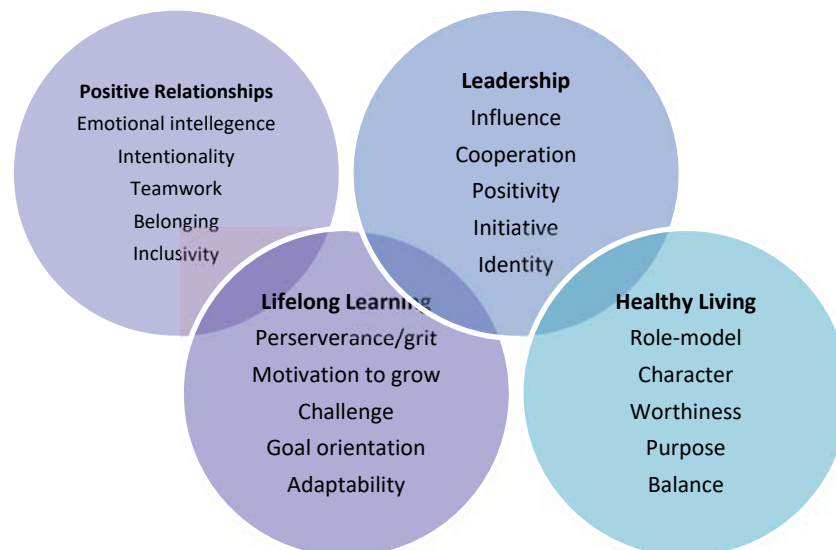 Positive Relationships
Emotional intellegence
Intentionality
Teamwork
Belonging
Inclusivity
Leadership
Influence
Cooperation
Positivity
Initiative
Identity
Lifelong Learning
Perserverance/grit
Motivation to grow
Challenge
Goal orientation
Adaptability
Healthy Living
Role-model
Character
Worthiness
Purpose
Balance